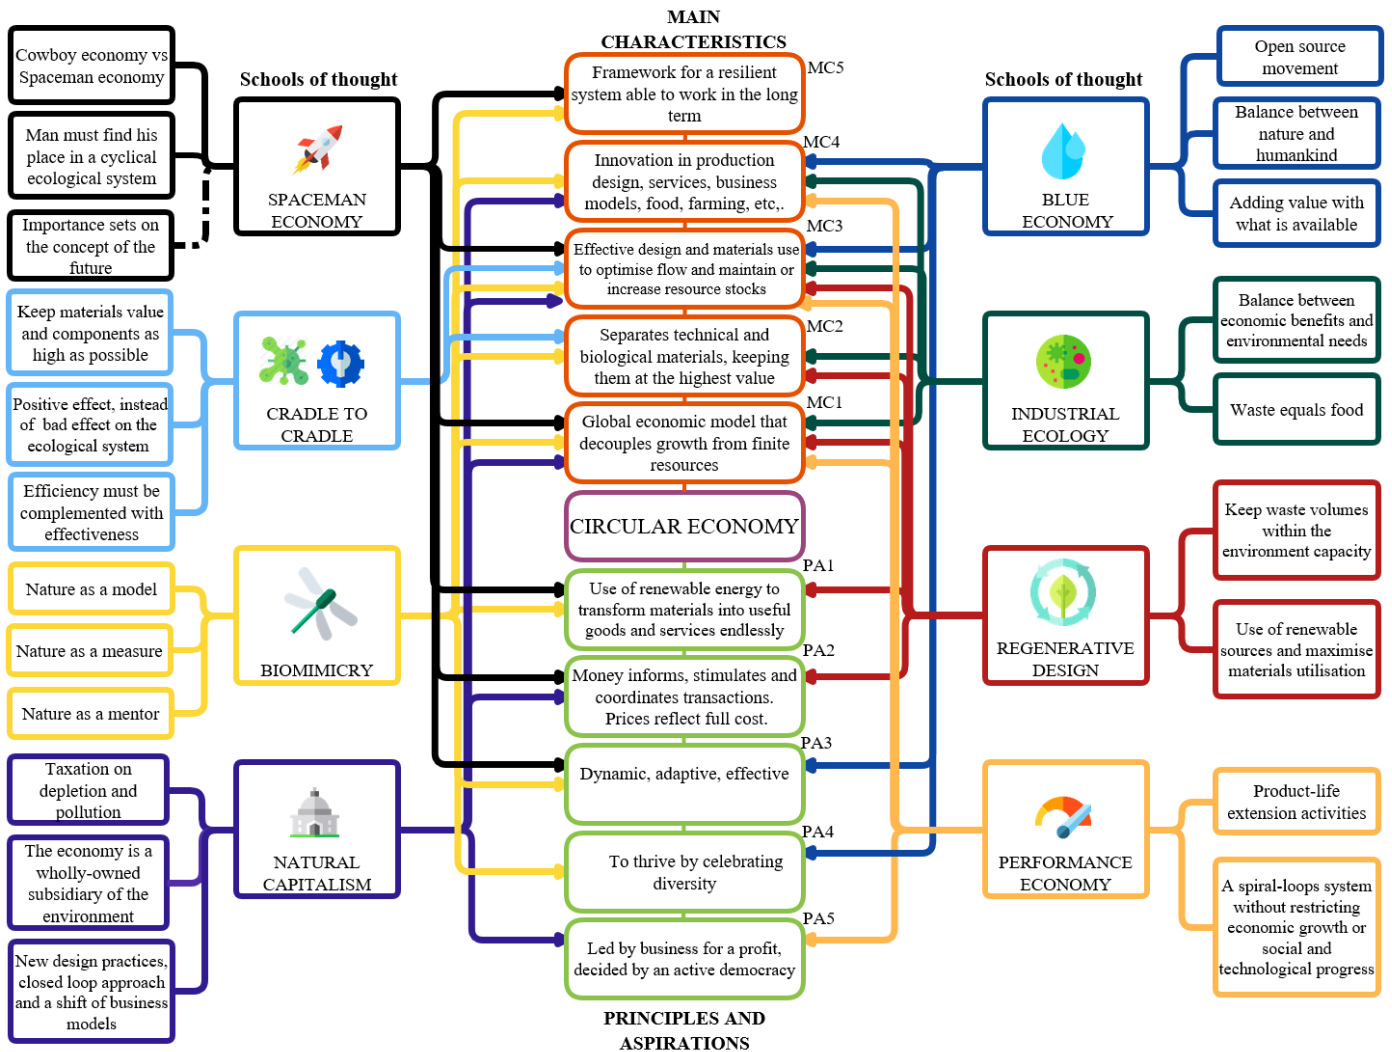 MAIN
CHARACTERISTICS
Schools of thought
Cowboy economy vs
Spaceman economy
Man must find his
place in a cyclical
ecological system
Importance sets on
the concept of the
future
SPACEMAN
ECONOMY
Keep materials value
and components as
high as possible
Positive effect, instead
of bad effect on the
ecological system
Efficiency must be
complemented with
effectiveness
CRADLE TO
CRADLE
Nature as a model
Nature as a measure
Nature as a mentor
BIOMIMICRY
Taxation on
depletion and
pollution
The economy is a
wholly-owned
subsidiary of the
environment
New design practices,
closed loop approach
and a shift of business
models
NATURAL
CAPITALISM
MC5
Framework for a resilient
system able to work in the long
term
MC4
Innovation in production
design, services, business
models, food, farming, etc,.
MC3
Effective design and materials use
to optimise flow and maintain or
increase resource stocks
MC2
Separates technical and
biological materials, keeping
them at the highest value
MC1
Global economic model that
decouples growth from finite
resources
CIRCULAR ECONOMY
PA1
Use of renewable energy to
transform materials into useful
goods and services endlessly
PA2
Money informs, stimulates and
coordinates transactions.
Prices reflect full cost.
PA3
Dynamic, adaptive, effective
PA4
To thrive by celebrating
diversity
PA5
Led by business for a profit,
decided by an active democracy
PRINCIPLES AND
ASPIRATIONS
Schools of thought
BLUE
ECONOMY
Open source
movement
Balance between
nature and
humankind
Adding value with
what is available
INDUSTRIAL
ECOLOGY
Balance between
economic benefits and
environmental needs
Waste equals food
REGENERATIVE
DESIGN
Keep waste volumes
within the
environment capacity
Use of renewable
sources and maximise
materials utilisation
PERFORMANCE
ECONOMY
Product-life
extension activities
A spiral-loops system
without restricting
economic growth or
social and
technological progress